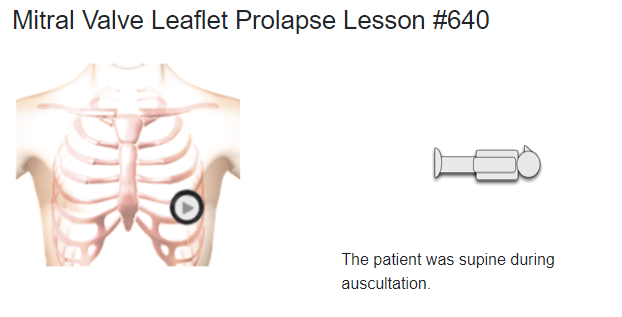 Mitral Valve Leaflet Prolapse Lesson #640
The patient was supine during
auscultation.